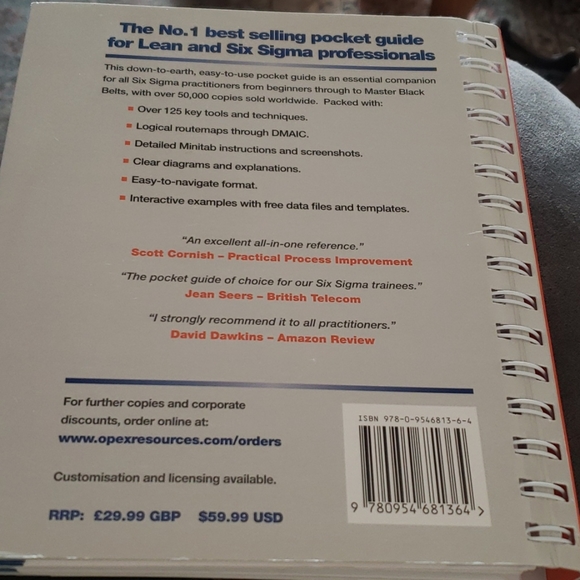 The No.1 best selling pocket guide
for Lean and Six Sigma professionals
This down-to-earth, easy-to-use pocket guide is an essential companion
for all Six Sigma practitioners from beginners through to Master Black
Belts, with over 50,000 copies sold worldwide. Packed with:
Over 125 key tools and techniques.
Logical routemaps through DMAIC.
Detailed Minitab instructions and screenshots.
Clear diagrams and explanations.
Easy-to-navigate format.
Interactive examples with free data files and templates.
"An excellent all-in-one reference."
Scott Cornish – Practical Process Improvement
"The pocket guide of choice for our Six Sigma trainees."
Jean Seers – British Telecom
"I strongly recommend it to all practitioners."
David Dawkins – Amazon Review
For further copies and corporate
discounts, order online at:
www.opexresources.com/orders
Customisation and licensing available.
RRP: £29.99 GBP $59.99 USD
ISBN 978-0-9546813-6-4
9 780954 681364 >